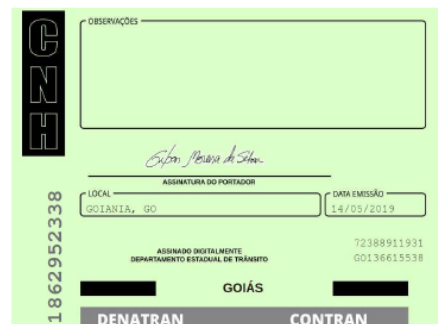 CNH
OBSERVAÇÕES
ASSINATURA DO PORTADOR
LOCAL
GOIANIA, GO
DATA EMISSÃO
14/05/2019
72388911931
GO136615538
ASSINADO DIGITALMENTE
DEPARTAMENTO ESTADUAL DE TRÂNSITO
GOIÁS
DENATRAN
CONTRAN
1862952338